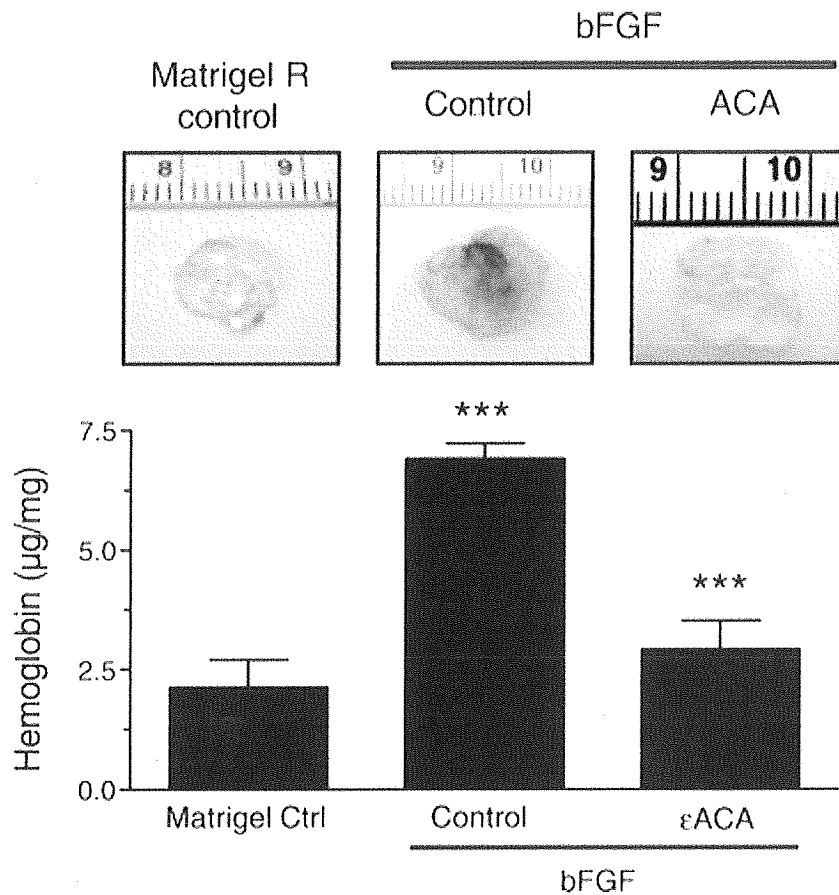 bFGF
Matrigel R
control
Control
ACA
8 9
9 10
9 10
***
***
7.5
5.0
2.5
0.0
Hemoglobin (µg/mg)
Matrigel Ctrl
Control
εACA
bFGF